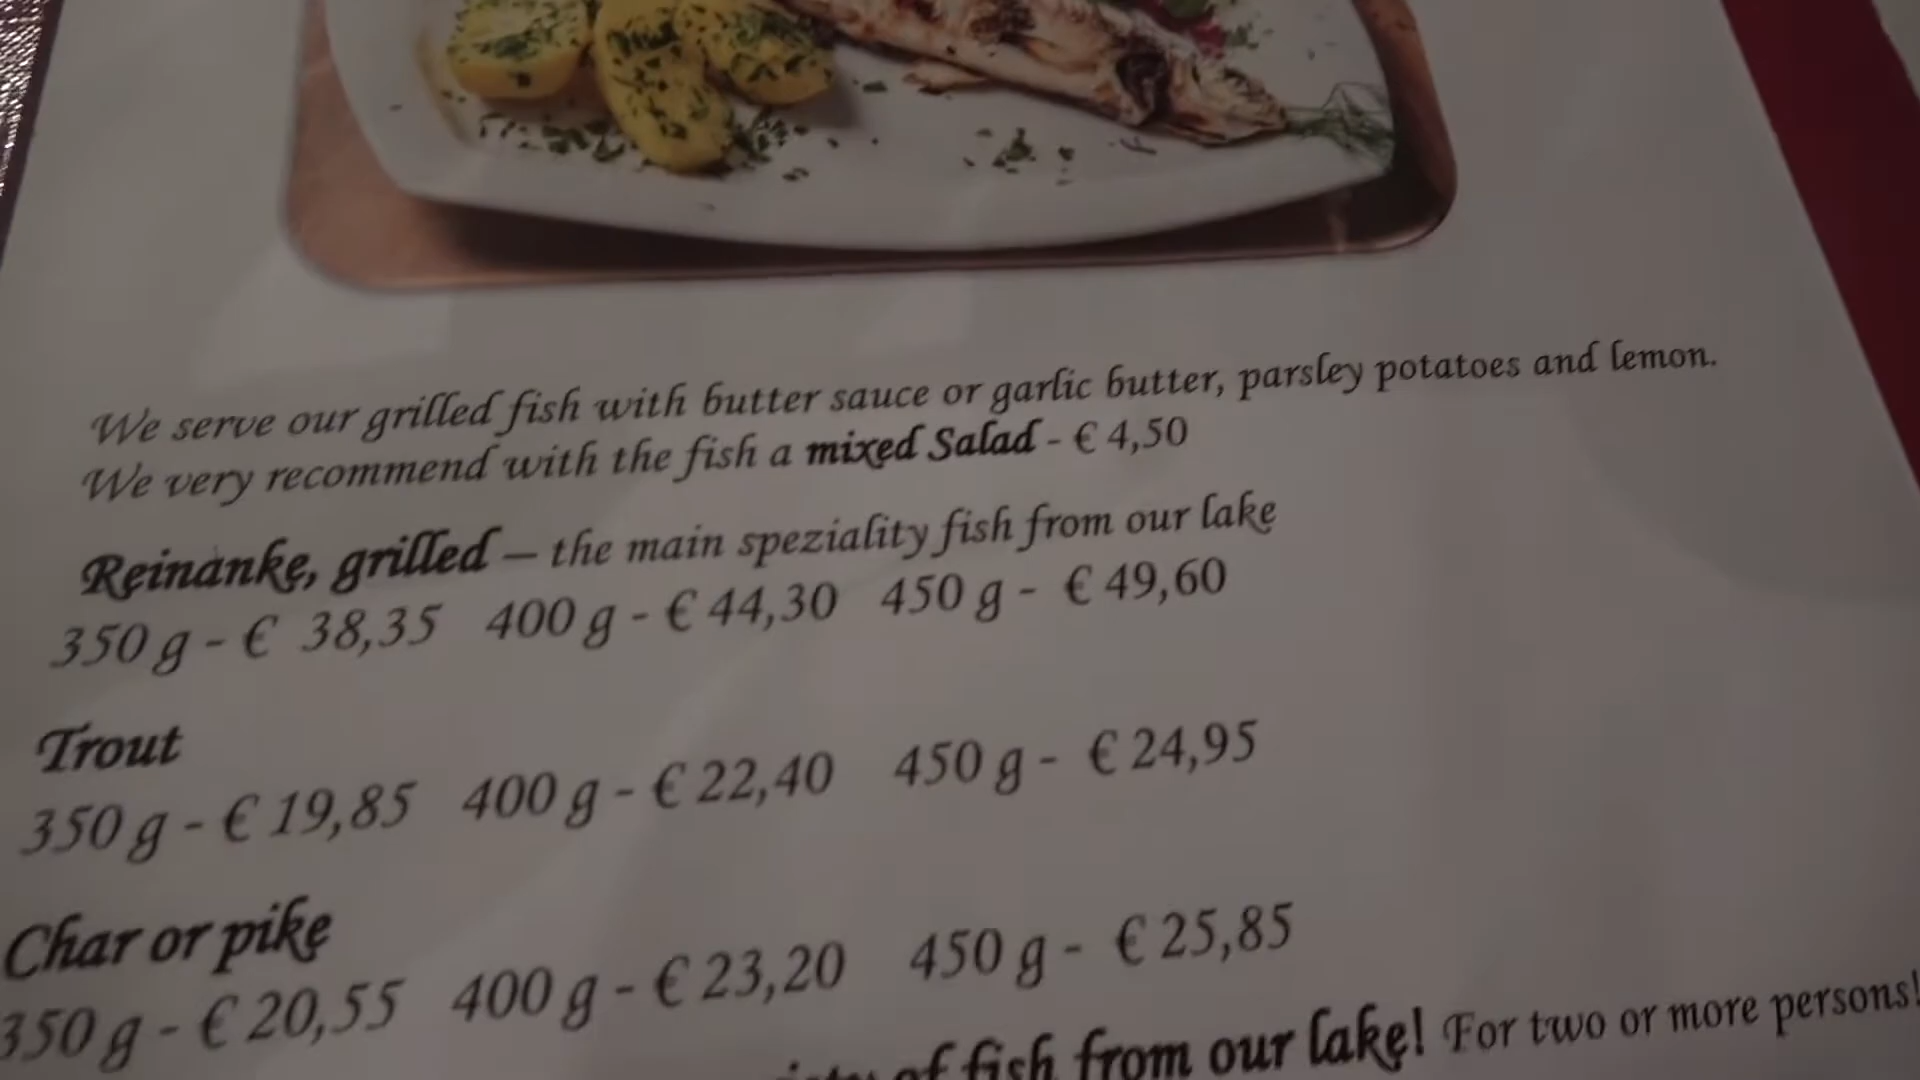 We serve our grilled fish with butter sauce or garlic butter, parsley potatoes and lemon.
We very recommend with the fish a mixed Salad - € 4,50
Reinanke, grilled – the main speziality fish from our lake
350 g - € 38,35 400 g - € 44,30 450 g - € 49,60
Trout
350 g - € 19,85 400 g - € 22,40 450 g - € 24,95
Char or pike
350 g - € 20,55 400 g - € 23,20 450 g - € 25,85
of fish from our lake! For two or more persons!